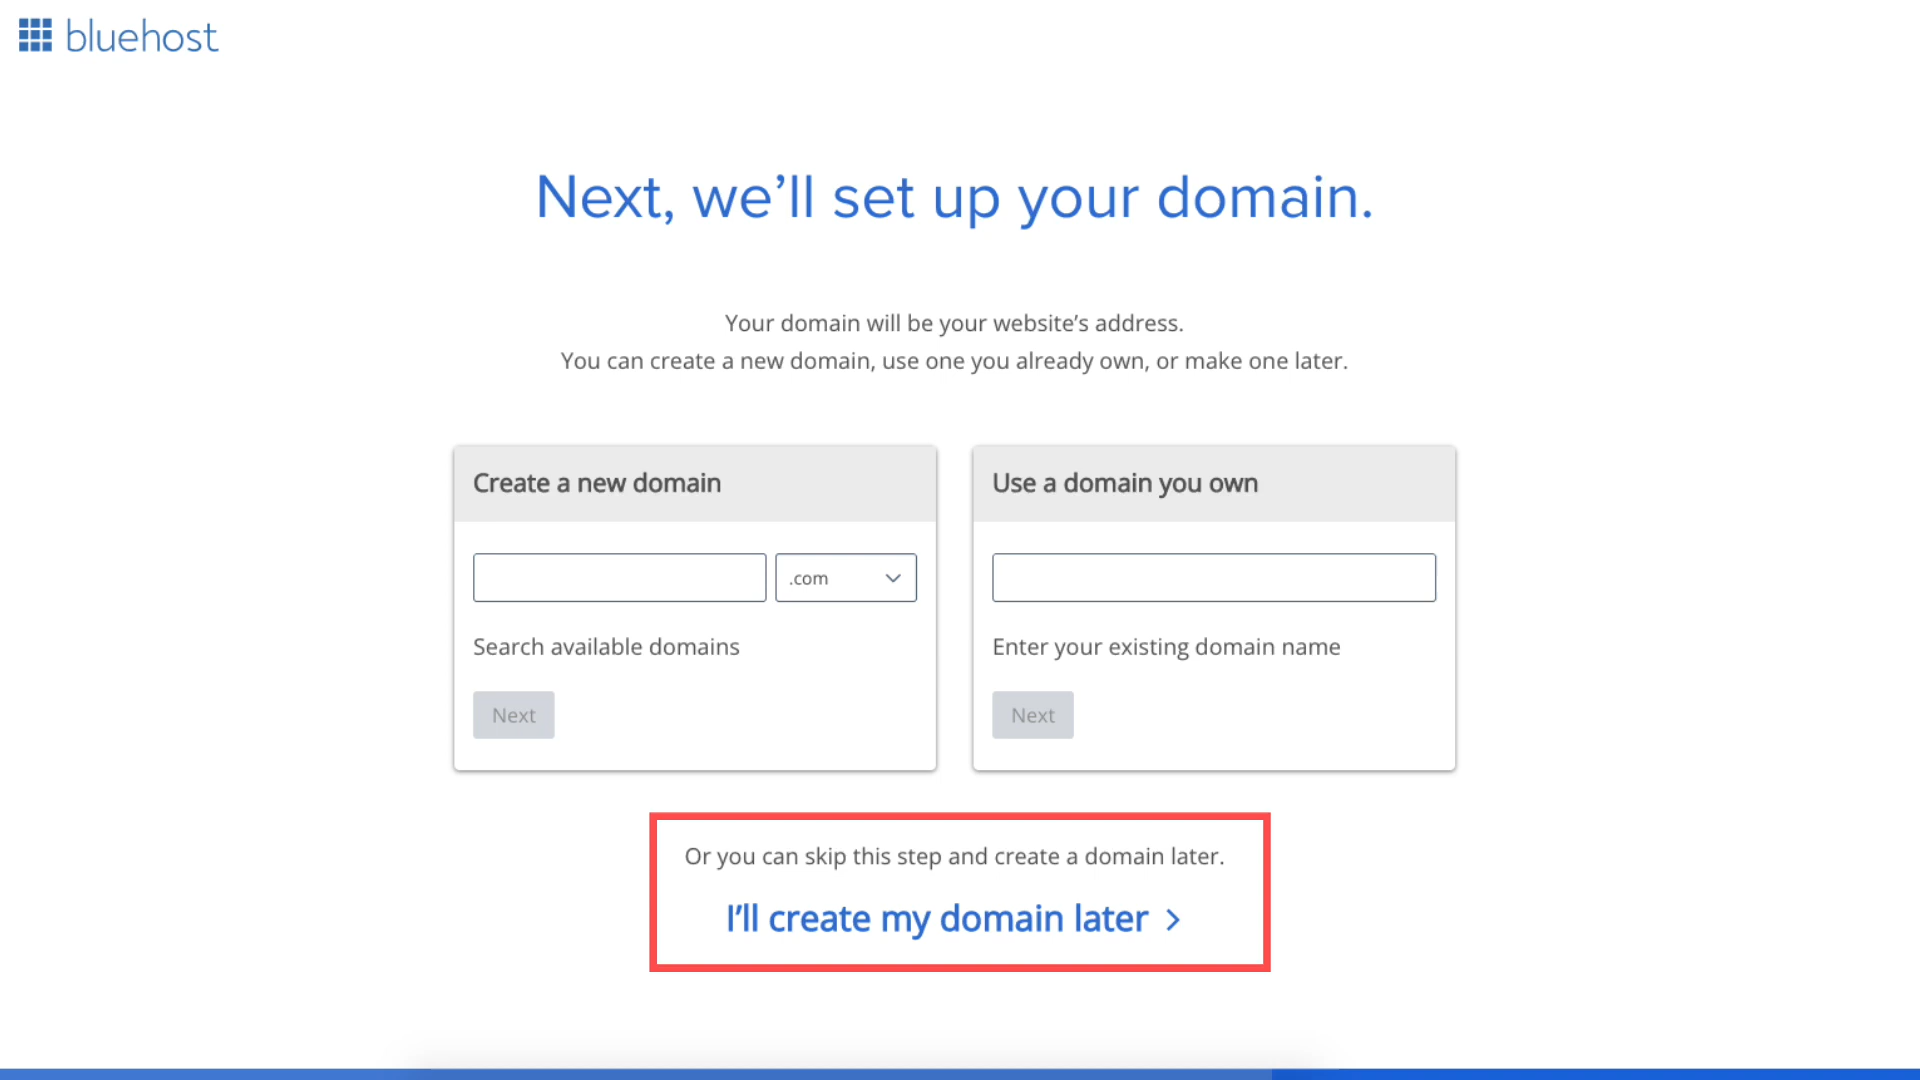 bluehost
Next, we’ll set up your domain.
Your domain will be your website’s address.
You can create a new domain, use one you already own, or make one later.
Create a new domain
.com
Search available domains
Next
Use a domain you own
Enter your existing domain name
Next
Or you can skip this step and create a domain later.
I’ll create my domain later >